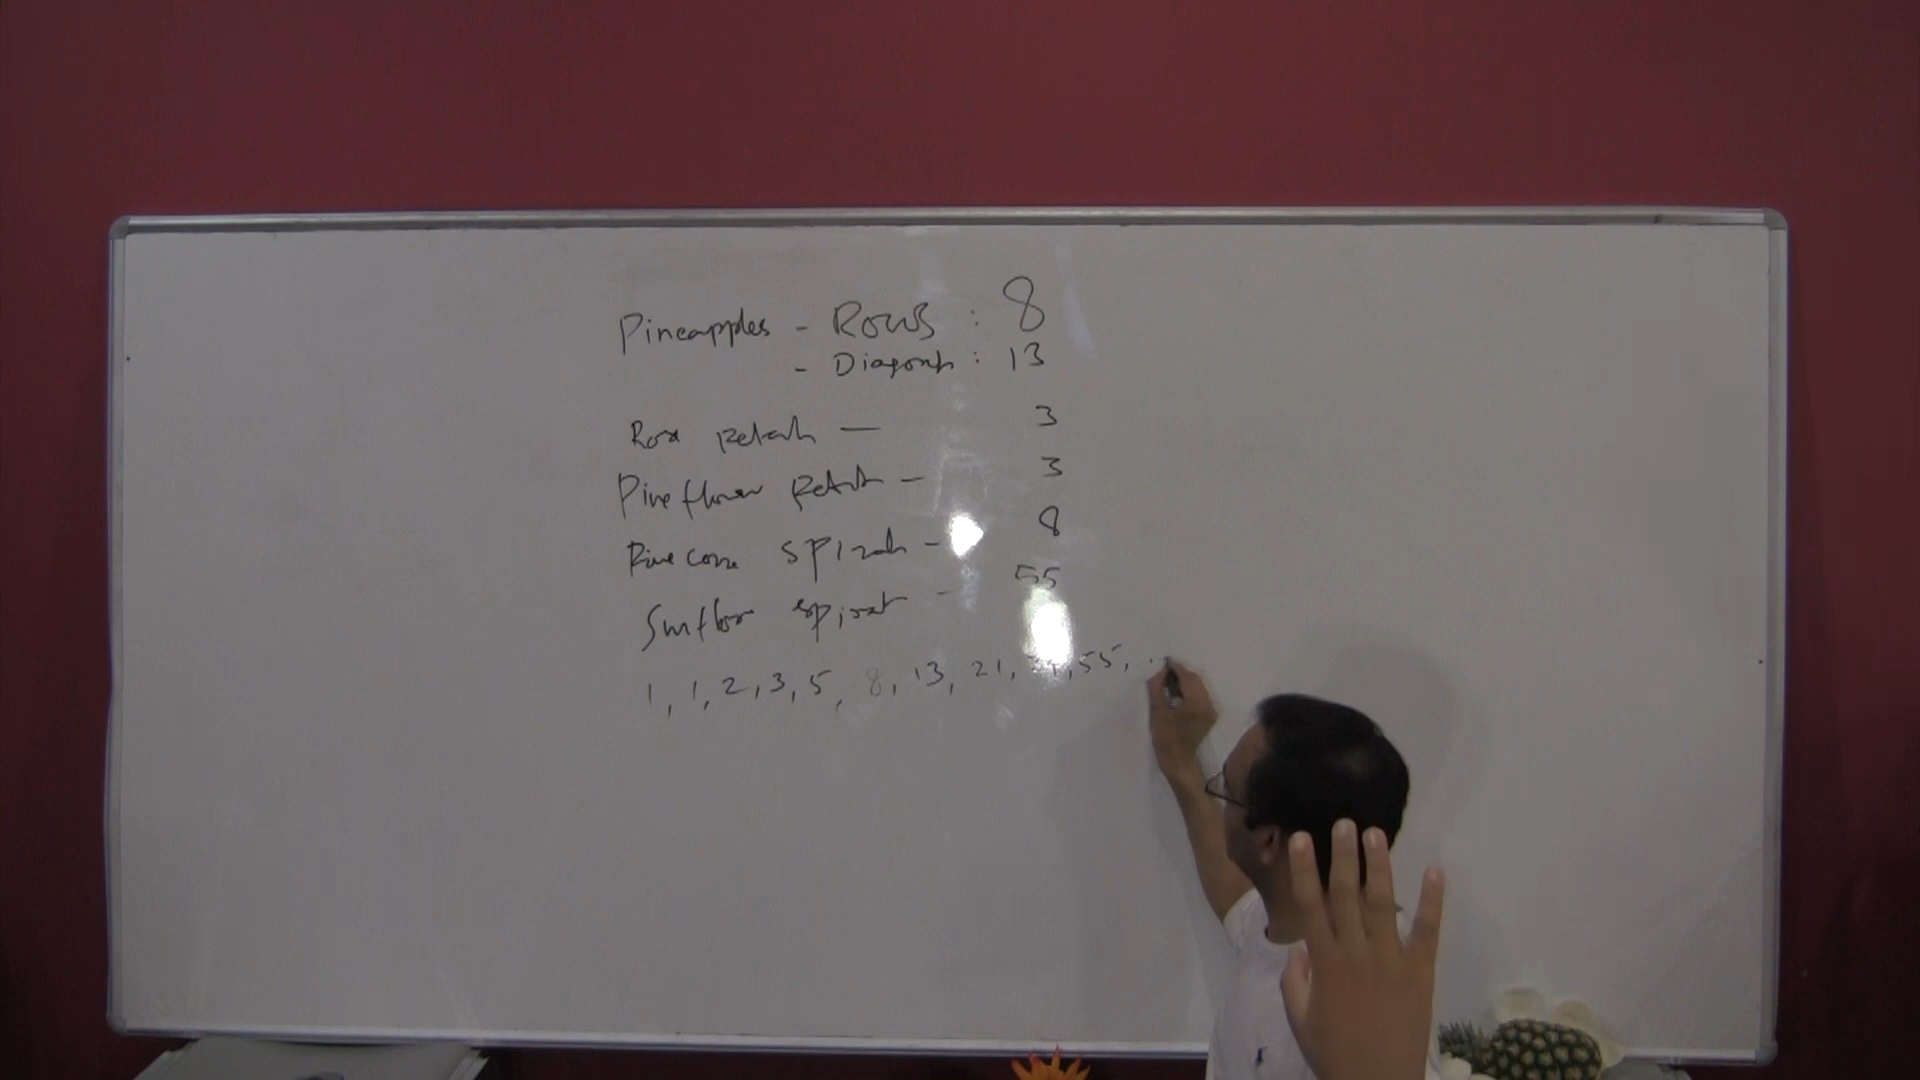 Pineapples - Rows : 8
- Diagonals : 13
Rose Petals — 3
Pine flower Petals — 3
Pine cone spirals - 8
Sunflower spirals - 55
1, 1, 2, 3, 5, 8, 13, 21, 34, 55, ..